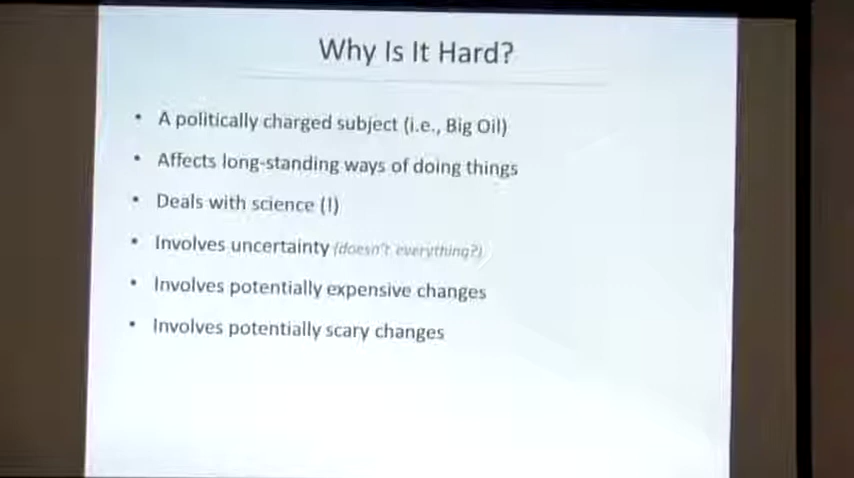 Why Is It Hard?
• A politically charged subject (i.e., Big Oil)
• Affects long-standing ways of doing things
• Deals with science (!)
• Involves uncertainty (doesn't everything?)
• Involves potentially expensive changes
• Involves potentially scary changes